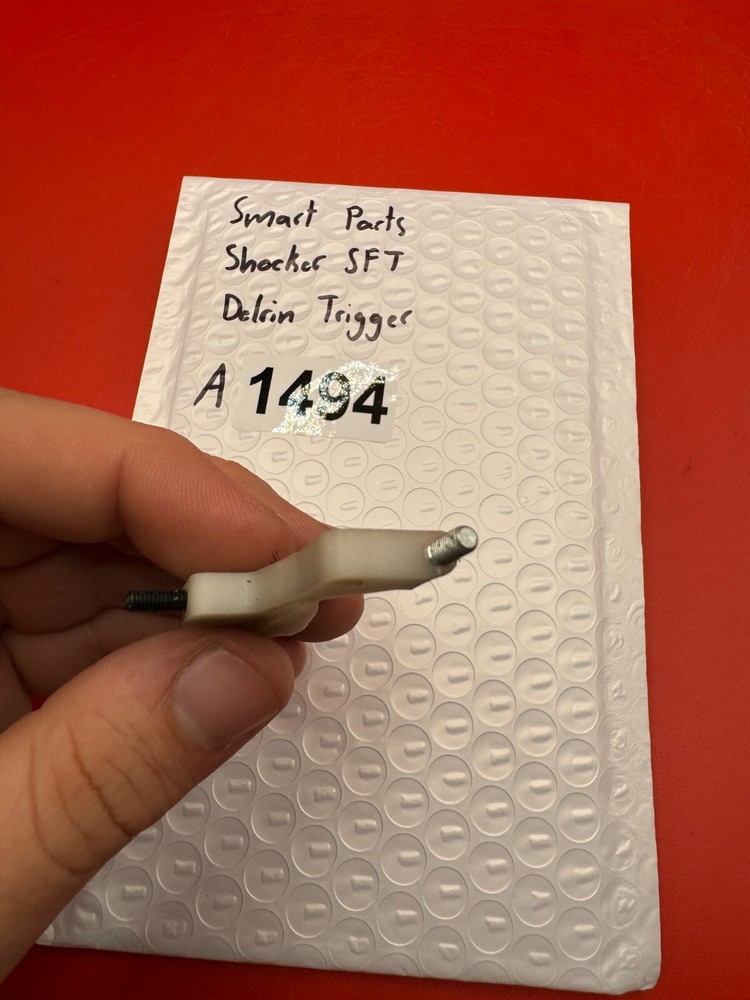 Smart Parts
Shocker SFT
Delrin Trigger
A 1494